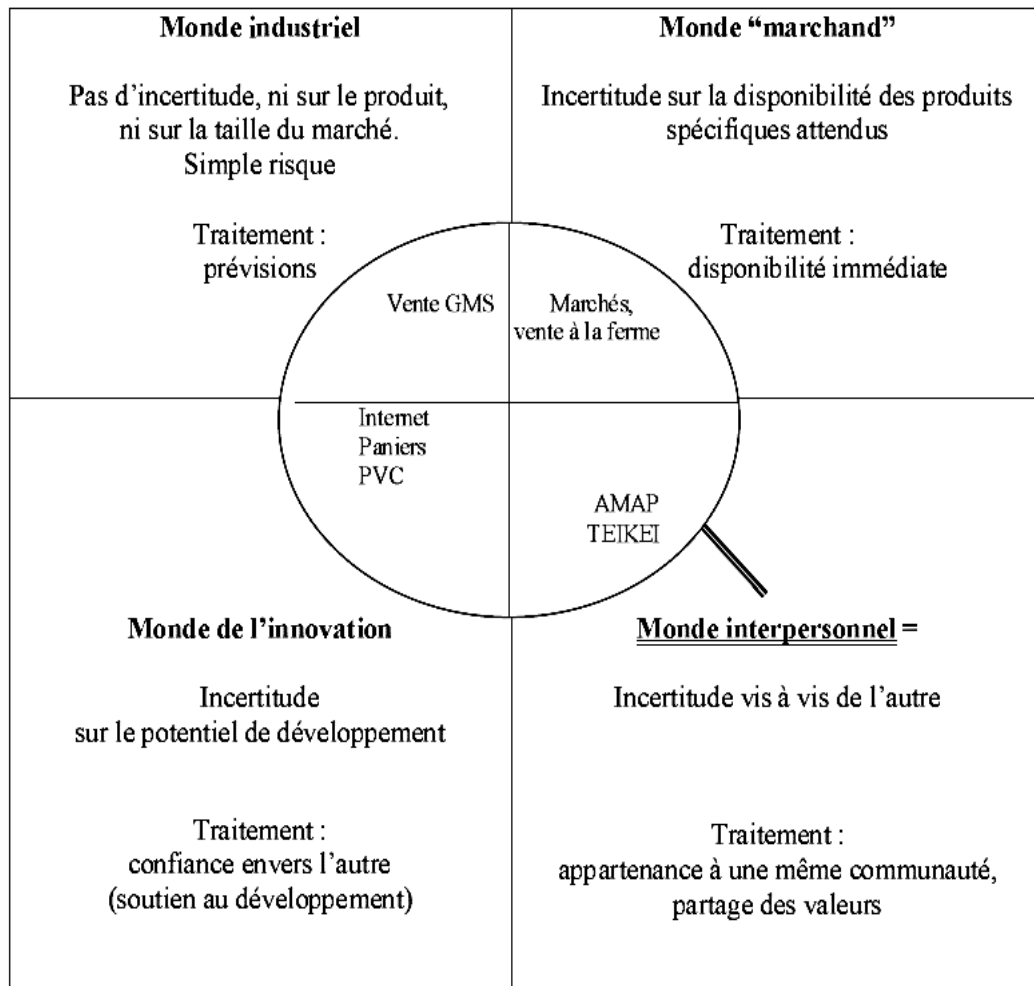 Monde industriel
Pas d’incertitude, ni sur le produit,
ni sur la taille du marché.
Simple risque
Traitement :
prévisions
Vente GMS
Monde “marchand”
Incertitude sur la disponibilité des produits
spécifiques attendus
Traitement :
disponibilité immédiate
Marchés,
vente à la ferme
Internet
Paniers
PVC
Monde de l’innovation
Incertitude
sur le potentiel de développement
Traitement :
confiance envers l’autre
(soutien au développement)
AMAP
TEIKEI
Monde interpersonnel =
Incertitude vis à vis de l’autre
Traitement :
appartenance à une même communauté,
partage des valeurs